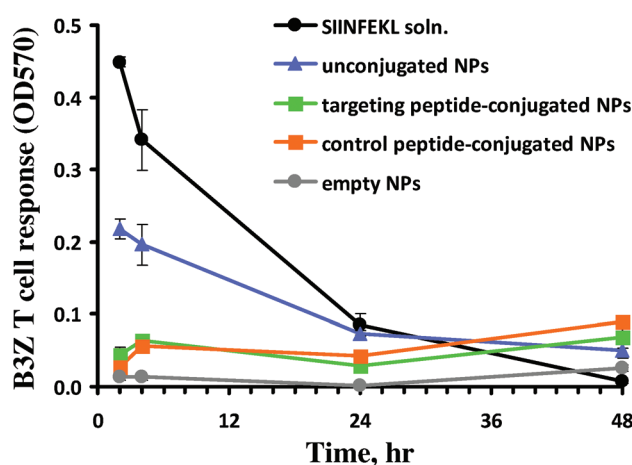 B3Z T cell response (OD570)
0.5
0.4
0.3
0.2
0.1
0.0
SIINFEKL soln.
unconjugated NPs
targeting peptide-conjugated NPs
control peptide-conjugated NPs
empty NPs
0 12 24 36 48
Time, hr